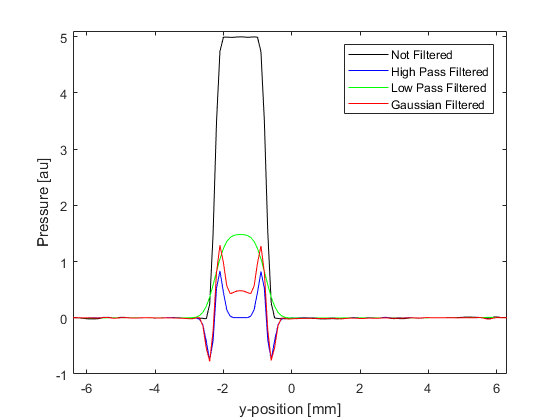 5
4
3
2
1
0
-1
-6
-4
-2
0
2
4
6
Pressure [au]
y-position [mm]
Not Filtered
High Pass Filtered
Low Pass Filtered
Gaussian Filtered